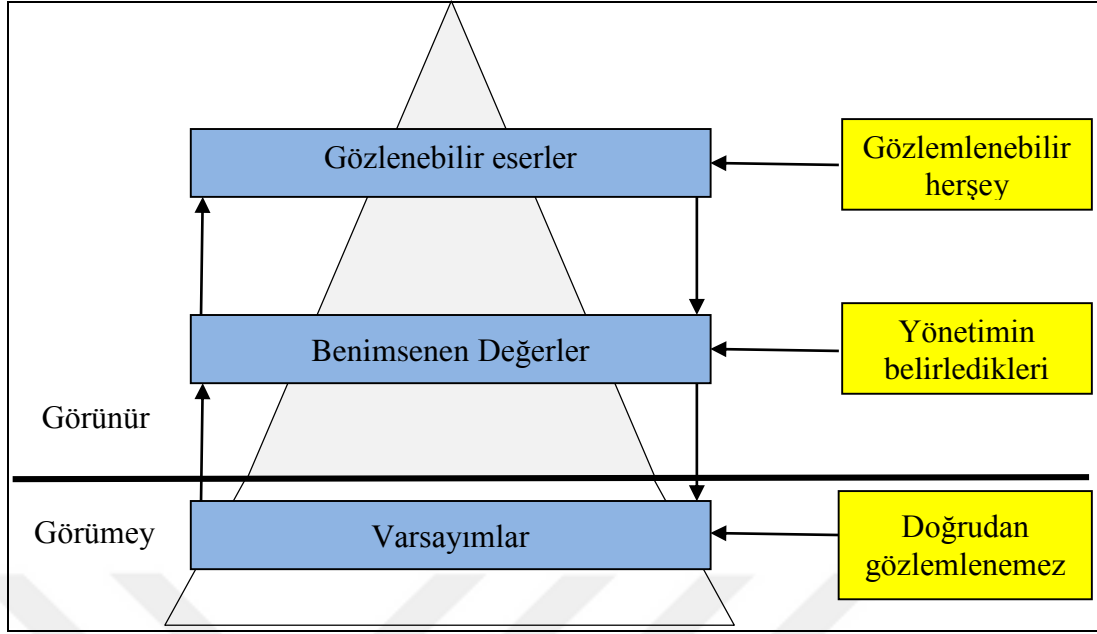 Gözlenebilir eserler
Gözlemlenebilir
herşey
Benimsenen Değerler
Yönetimin
belirledikleri
Görünür
Görümey
Varsayımlar
Doğrudan
gözlemlenemez